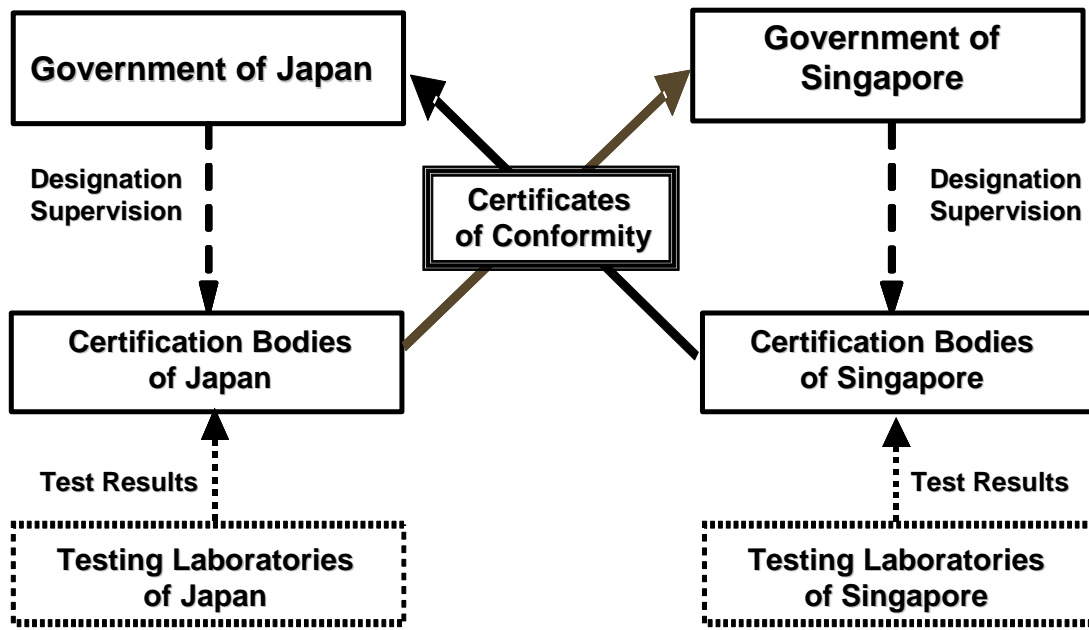 Government of Japan
Government of
Singapore
Designation
Supervision
Certificates
of Conformity
Designation
Supervision
Certification Bodies
of Japan
Certification Bodies
of Singapore
Test Results
Test Results
Testing Laboratories
of Japan
Testing Laboratories
of Singapore